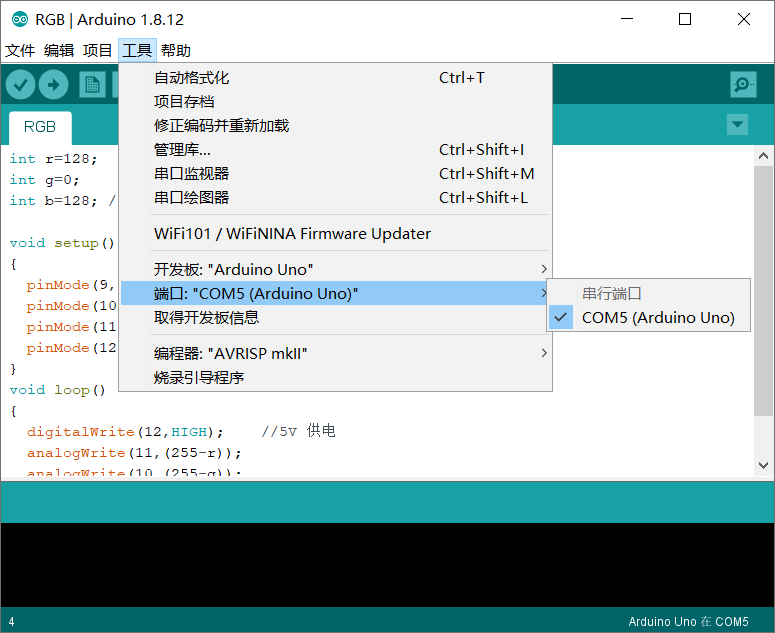 RGB | Arduino 1.8.12
文件 编辑 项目 工具 帮助
自动格式化 Ctrl+T
项目存档
修正编码并重新加载
管理库... Ctrl+Shift+I
串口监视器 Ctrl+Shift+M
串口绘图器 Ctrl+Shift+L
WiFi101 / WiFiNINA Firmware Updater
开发板: "Arduino Uno"
端口: "COM5 (Arduino Uno)"
取得开发板信息
编程器: "AVRISP mkII"
烧录引导程序
串行端口
COM5 (Arduino Uno)
RGB
int r=128;
int g=0;
int b=128; /
void setup()
{
pinMode(9,
pinMode(10
pinMode(11
pinMode(12
}
void loop()
{
digitalWrite(12,HIGH); //5V 供电
analogWrite(11,(255-r));
analogWrite(10,(255-g));
4 Arduino Uno 在 COM5